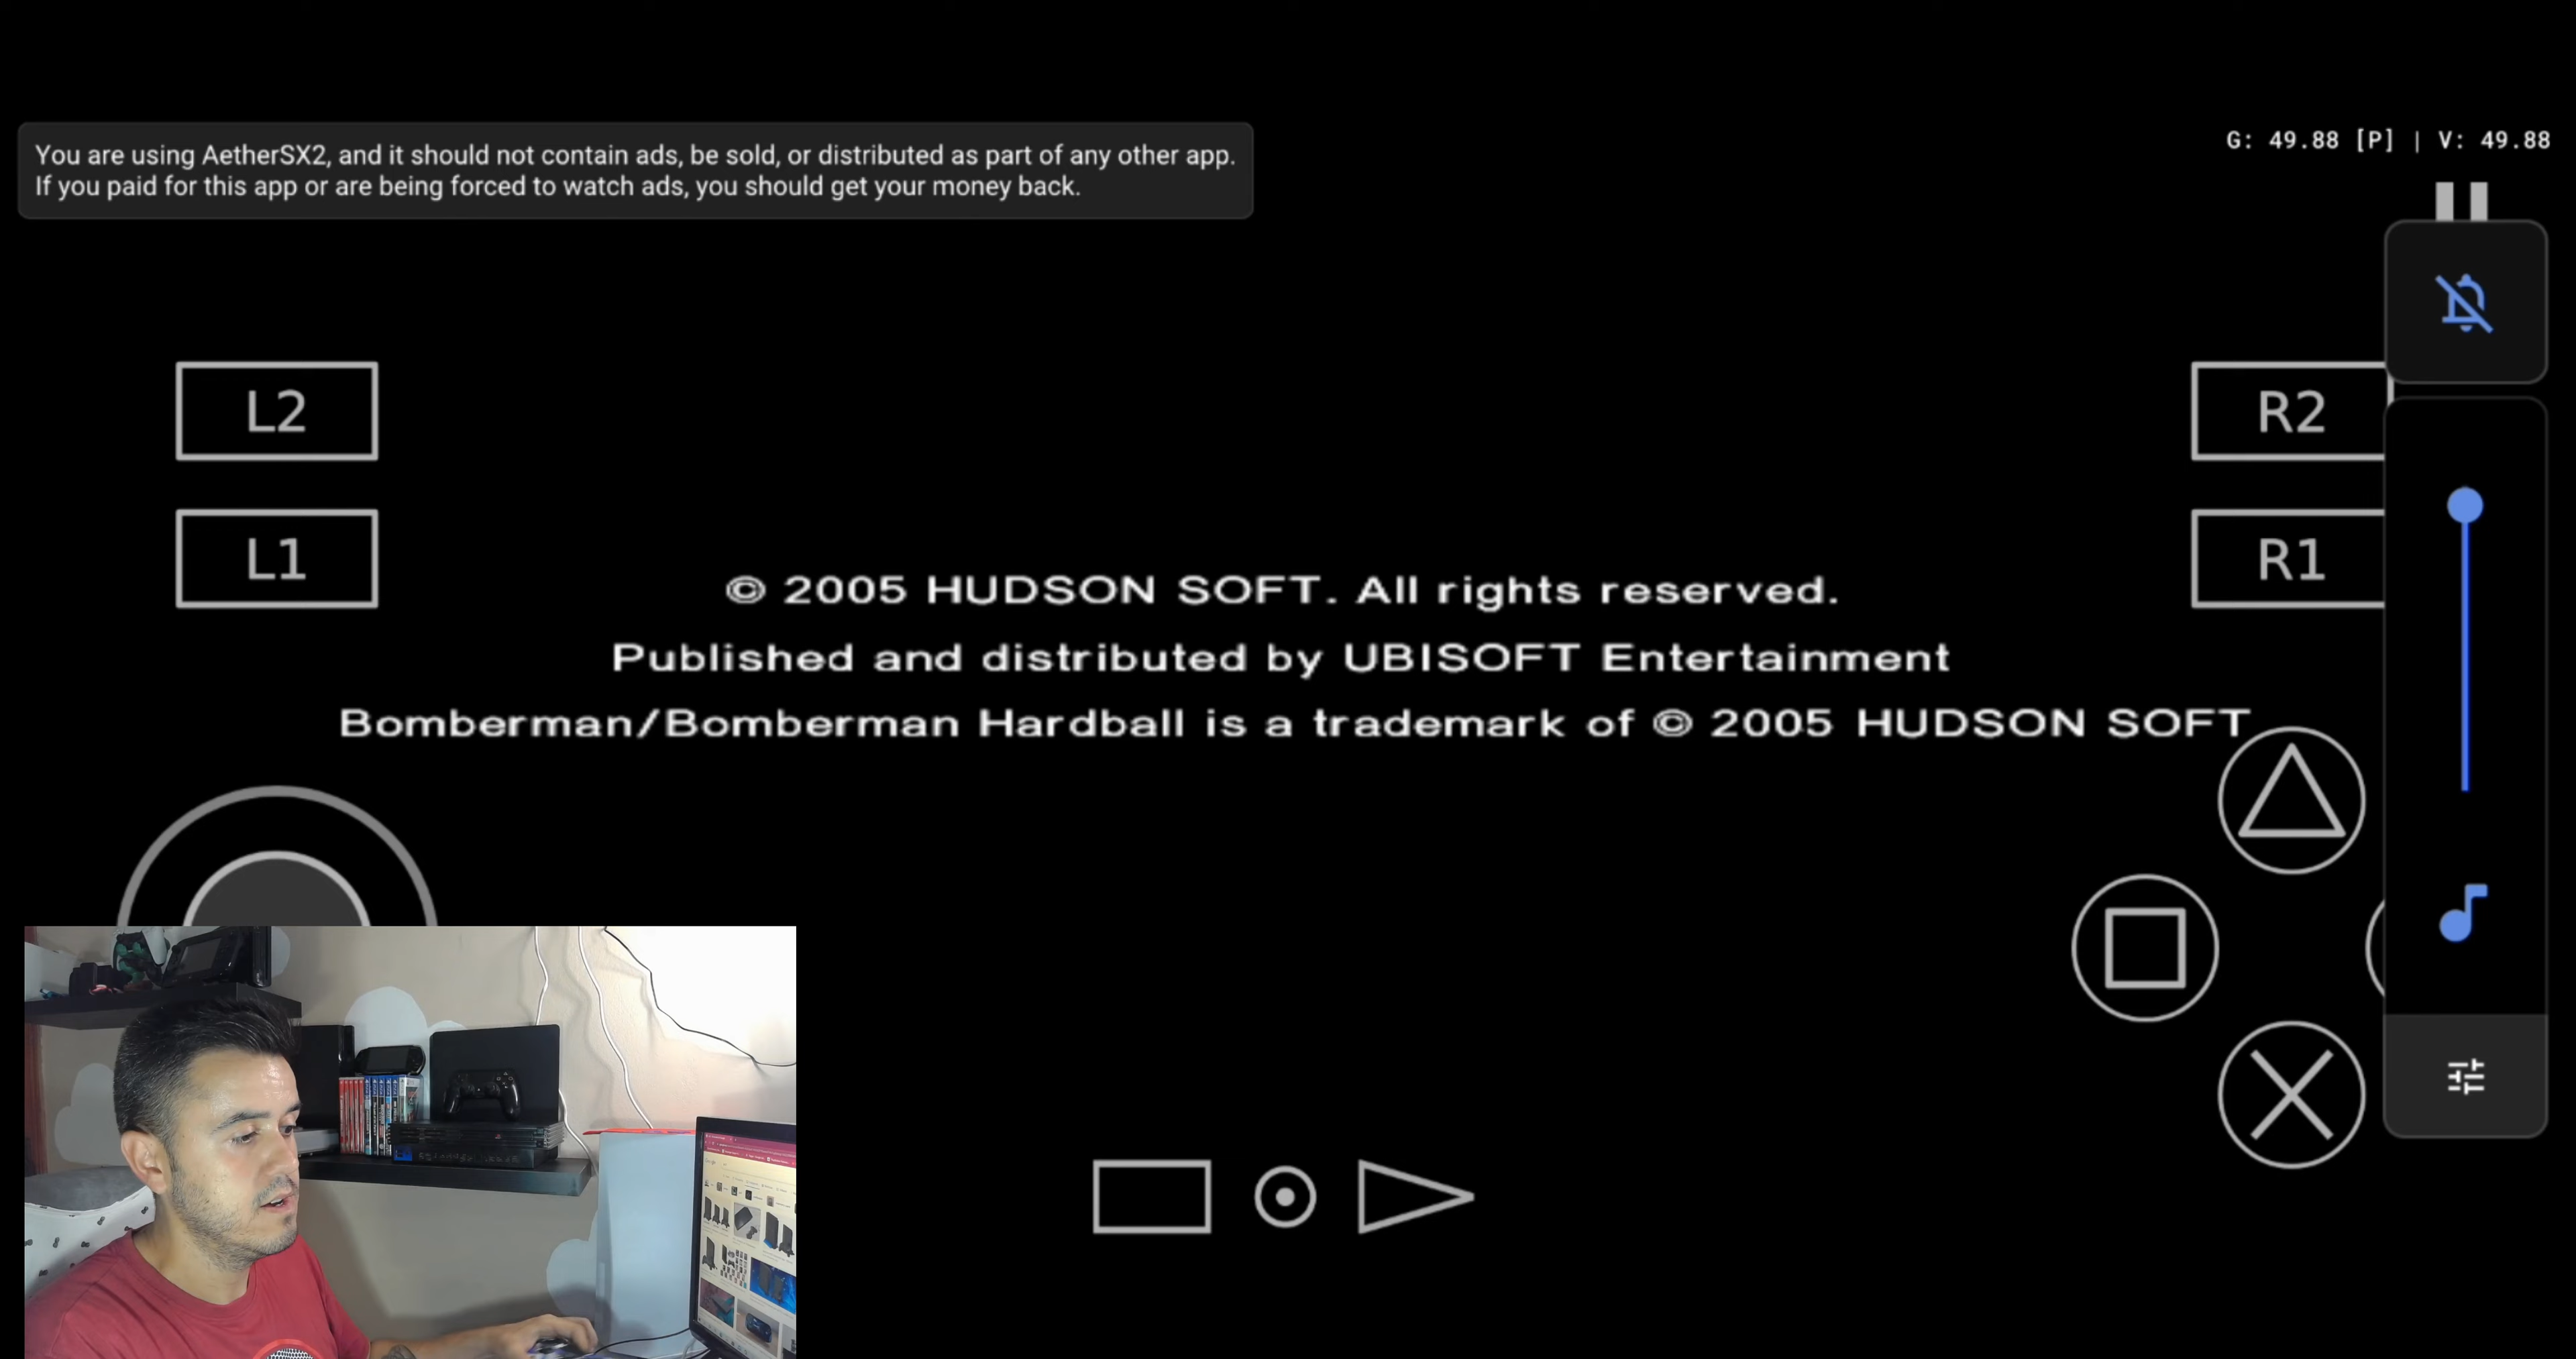 You are using AetherSX2, and it should not contain ads, be sold, or distributed as part of any other app.
If you paid for this app or are being forced to watch ads, you should get your money back.
G: 49.88 [P] | V: 49.88
L2
R2
L1
R1
© 2005 HUDSON SOFT. All rights reserved.
Published and distributed by UBISOFT Entertainment
Bomberman/Bomberman Hardball is a trademark of © 2005 HUDSON SOFT